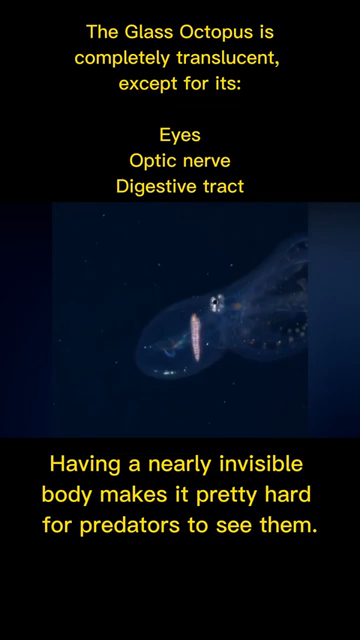 The Glass Octopus is
completely translucent,
except for its:
Eyes
Optic nerve
Digestive tract
Having a nearly invisible
body makes it pretty hard
for predators to see them.